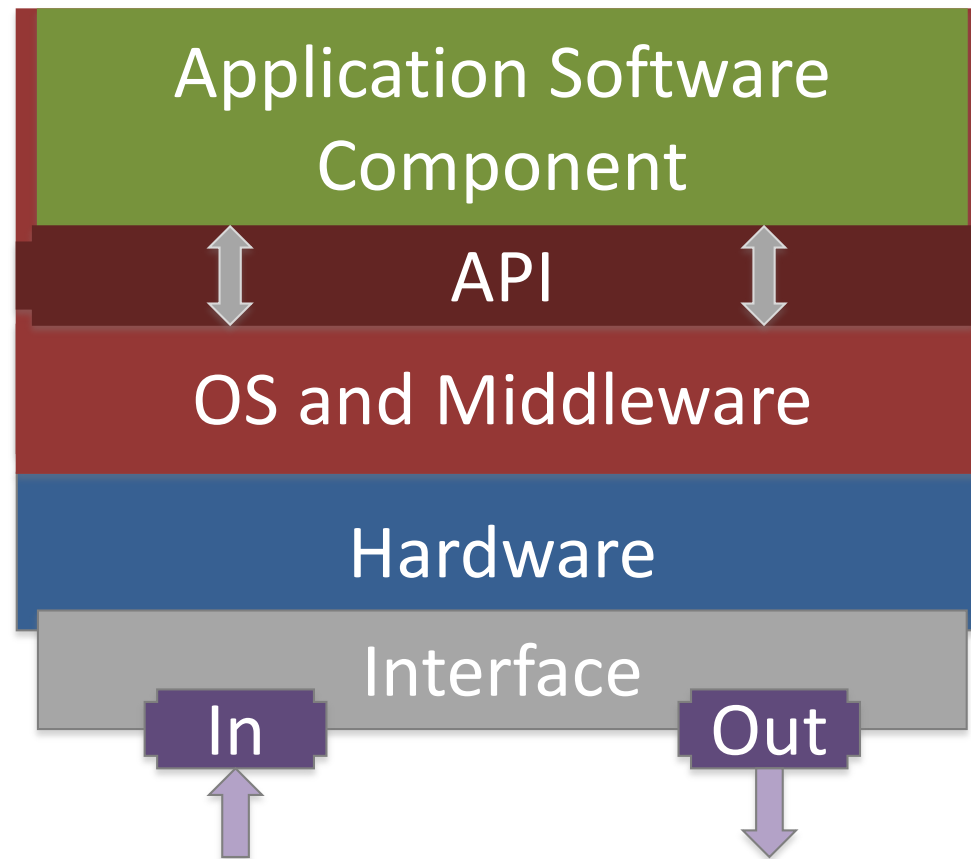 Application Software
Component
API
OS and Middleware
Hardware
Interface
In
Out